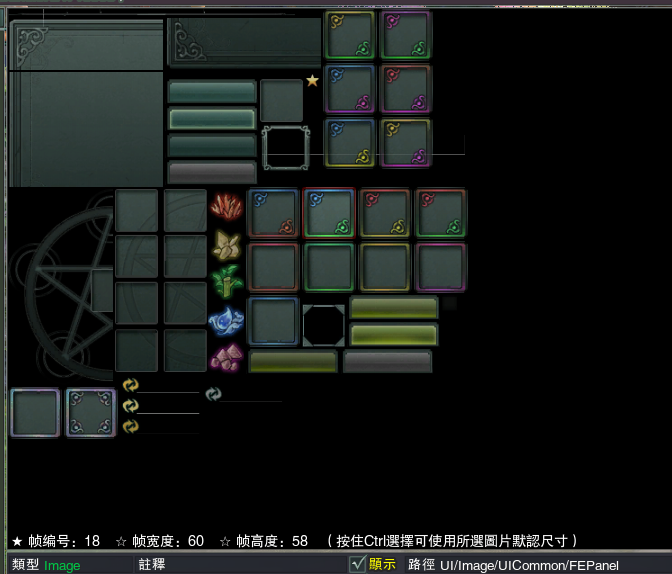 ★ 帧编号：18 ☆ 帧宽度：60 ☆ 帧高度：58 （按住Ctrl選擇可使用所選圖片默認尺寸）
類型 Image 註釋 顯示 路徑 UI/Image/UICommon/FEPanel